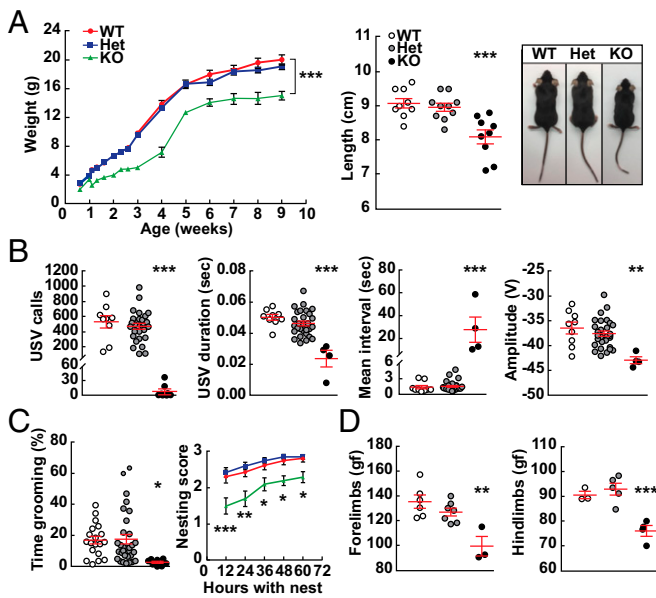 A
WT
Het
KO
Weight (g)
24
20
16
12
8
4
0
***
0 1 2 3 4 5 6 7 8 9 10
Age (weeks)
WT
Het
KO
***
Length (cm)
11
10
9
8
7
6
WT Het KO
B
USV calls
1200
1000
800
600
400
200
30
0
***
USV duration (sec)
0.08
0.06
0.04
0.02
0.00
***
Mean interval (sec)
80
60
40
20
6
3
0
***
Amplitude (V)
-25
-30
-35
-40
-45
-50
**
C
Time grooming (%)
80
60
40
20
0
*
Nesting score
3
2
1
0
*** ** * * *
0 12 24 36 48 60 72
Hours with nest
D
Forelimbs (gf)
180
160
140
120
100
80
**
Hindlimbs (gf)
110
100
90
80
70
60
***